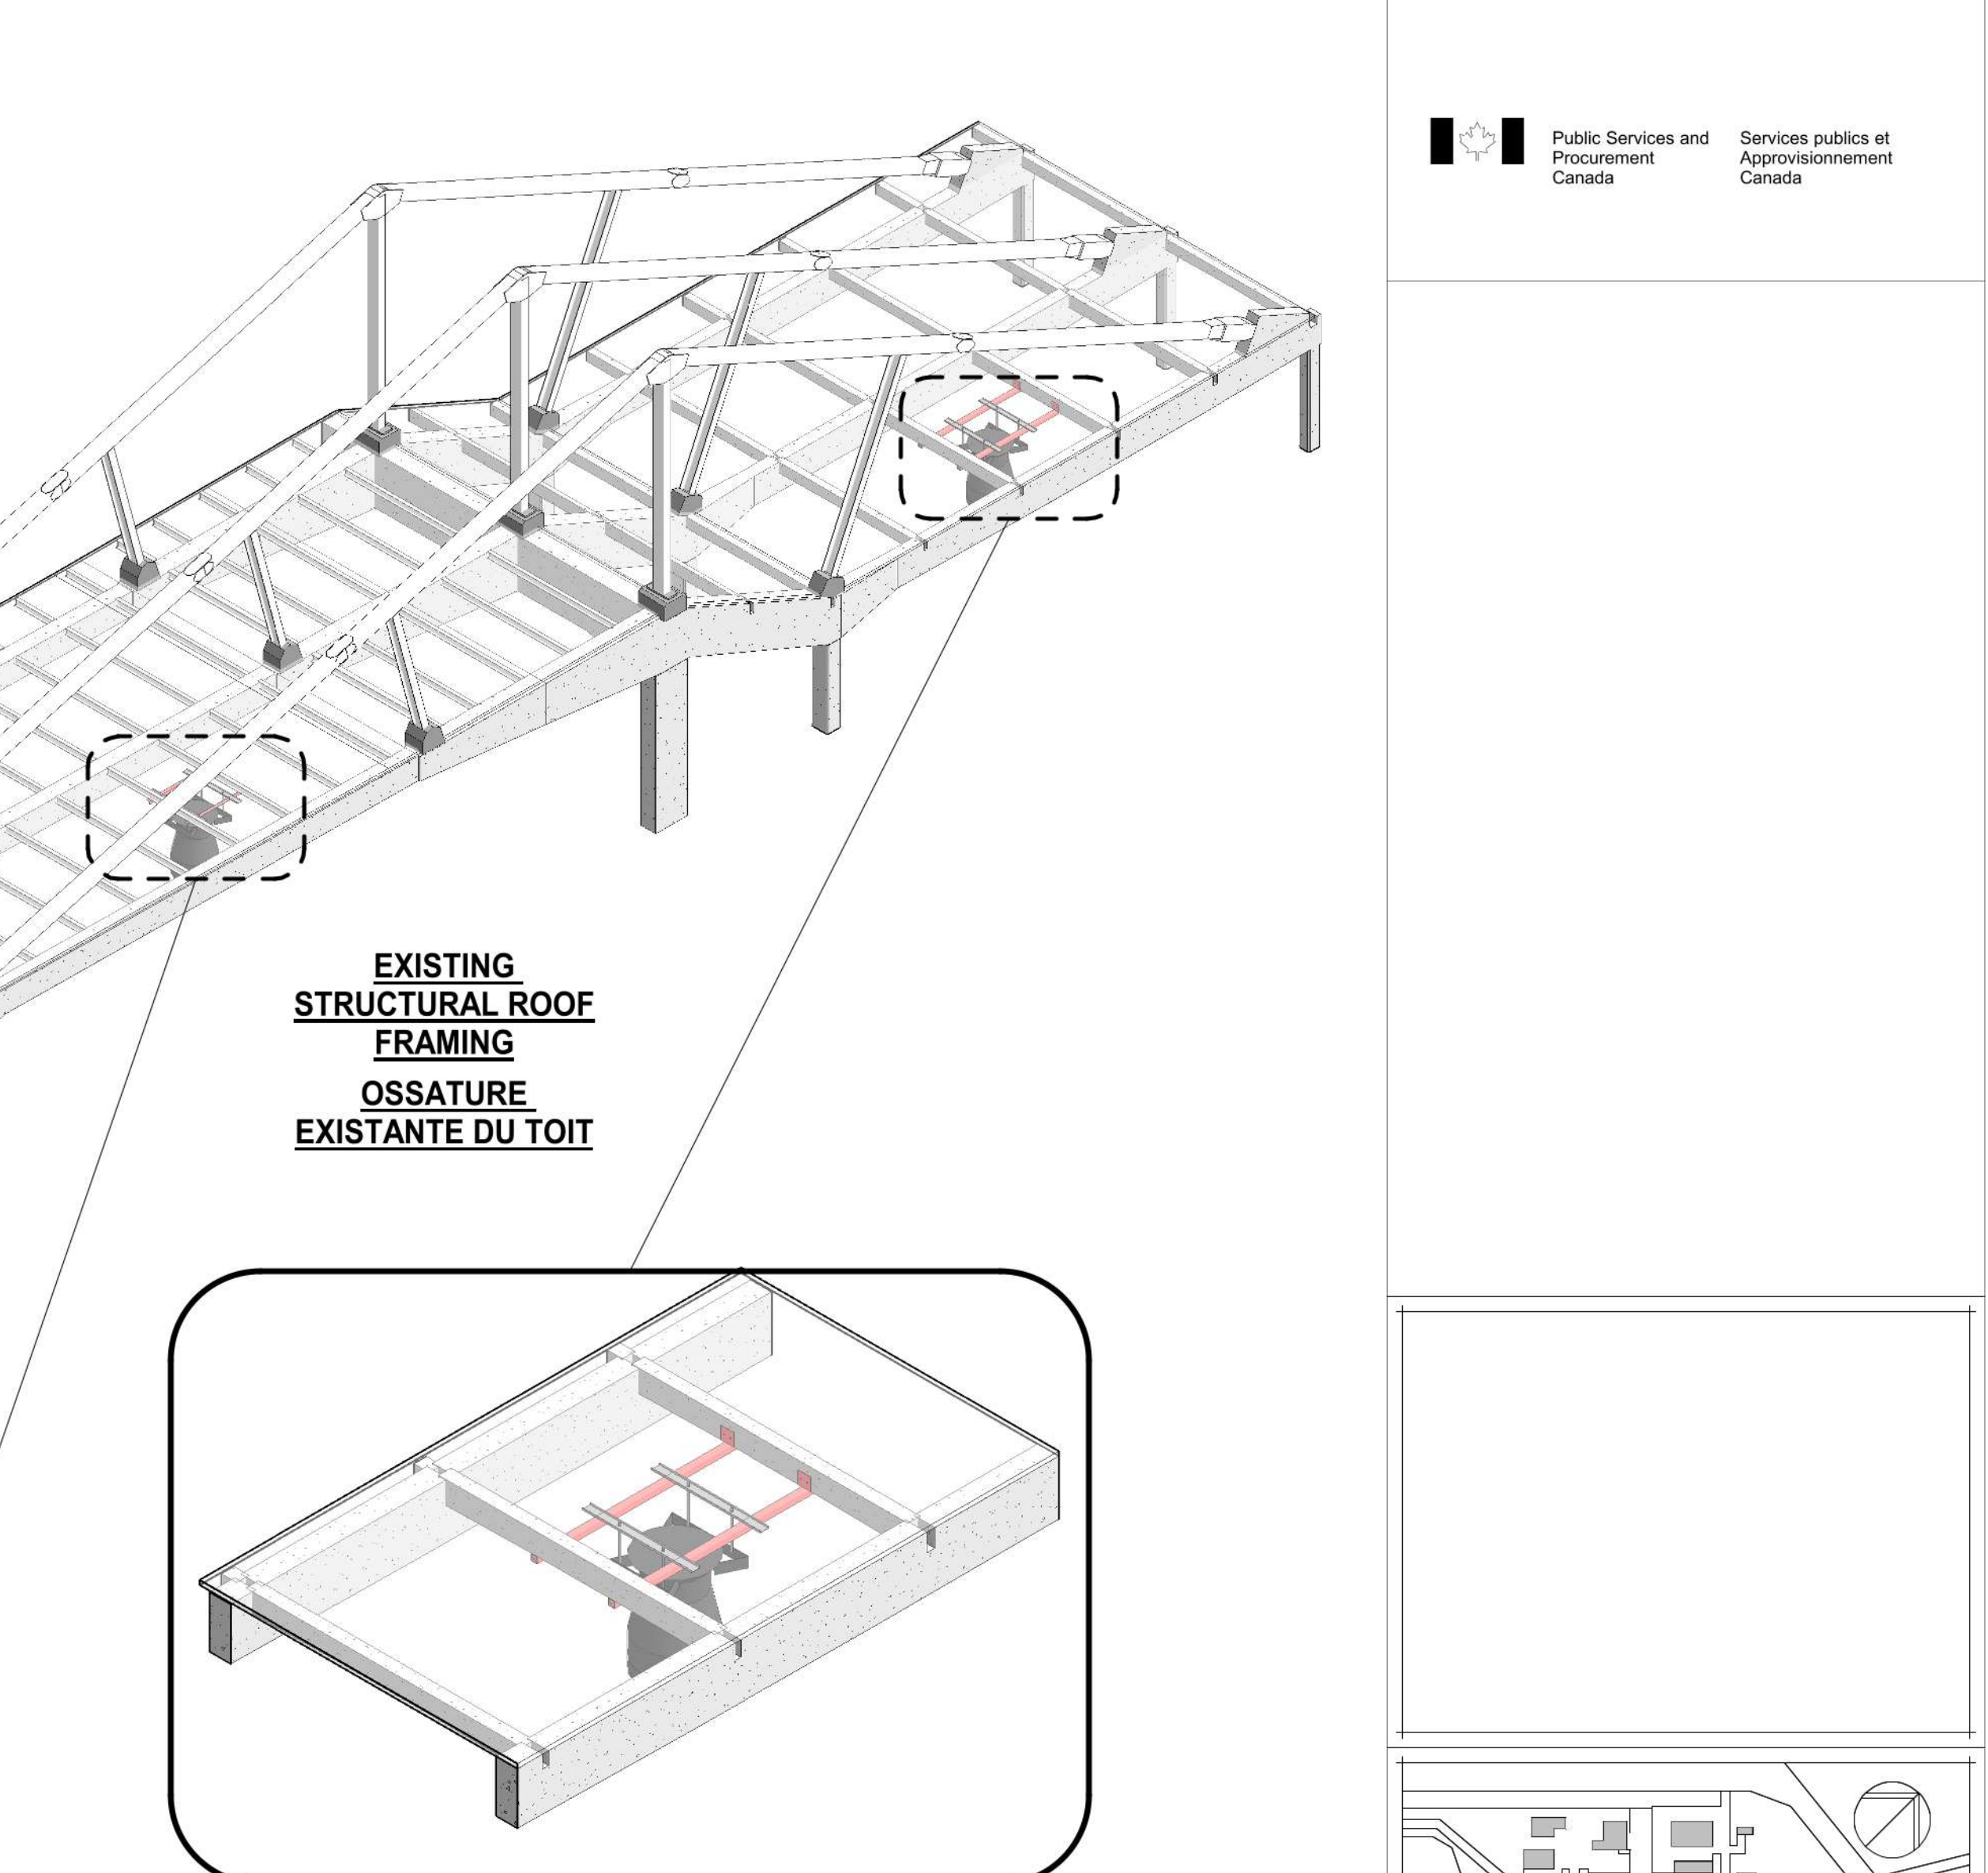 Public Services and
Procurement
Canada
Services publics et
Approvisionnement
Canada
EXISTING
STRUCTURAL ROOF
FRAMING
OSSATURE
EXISTANTE DU TOIT